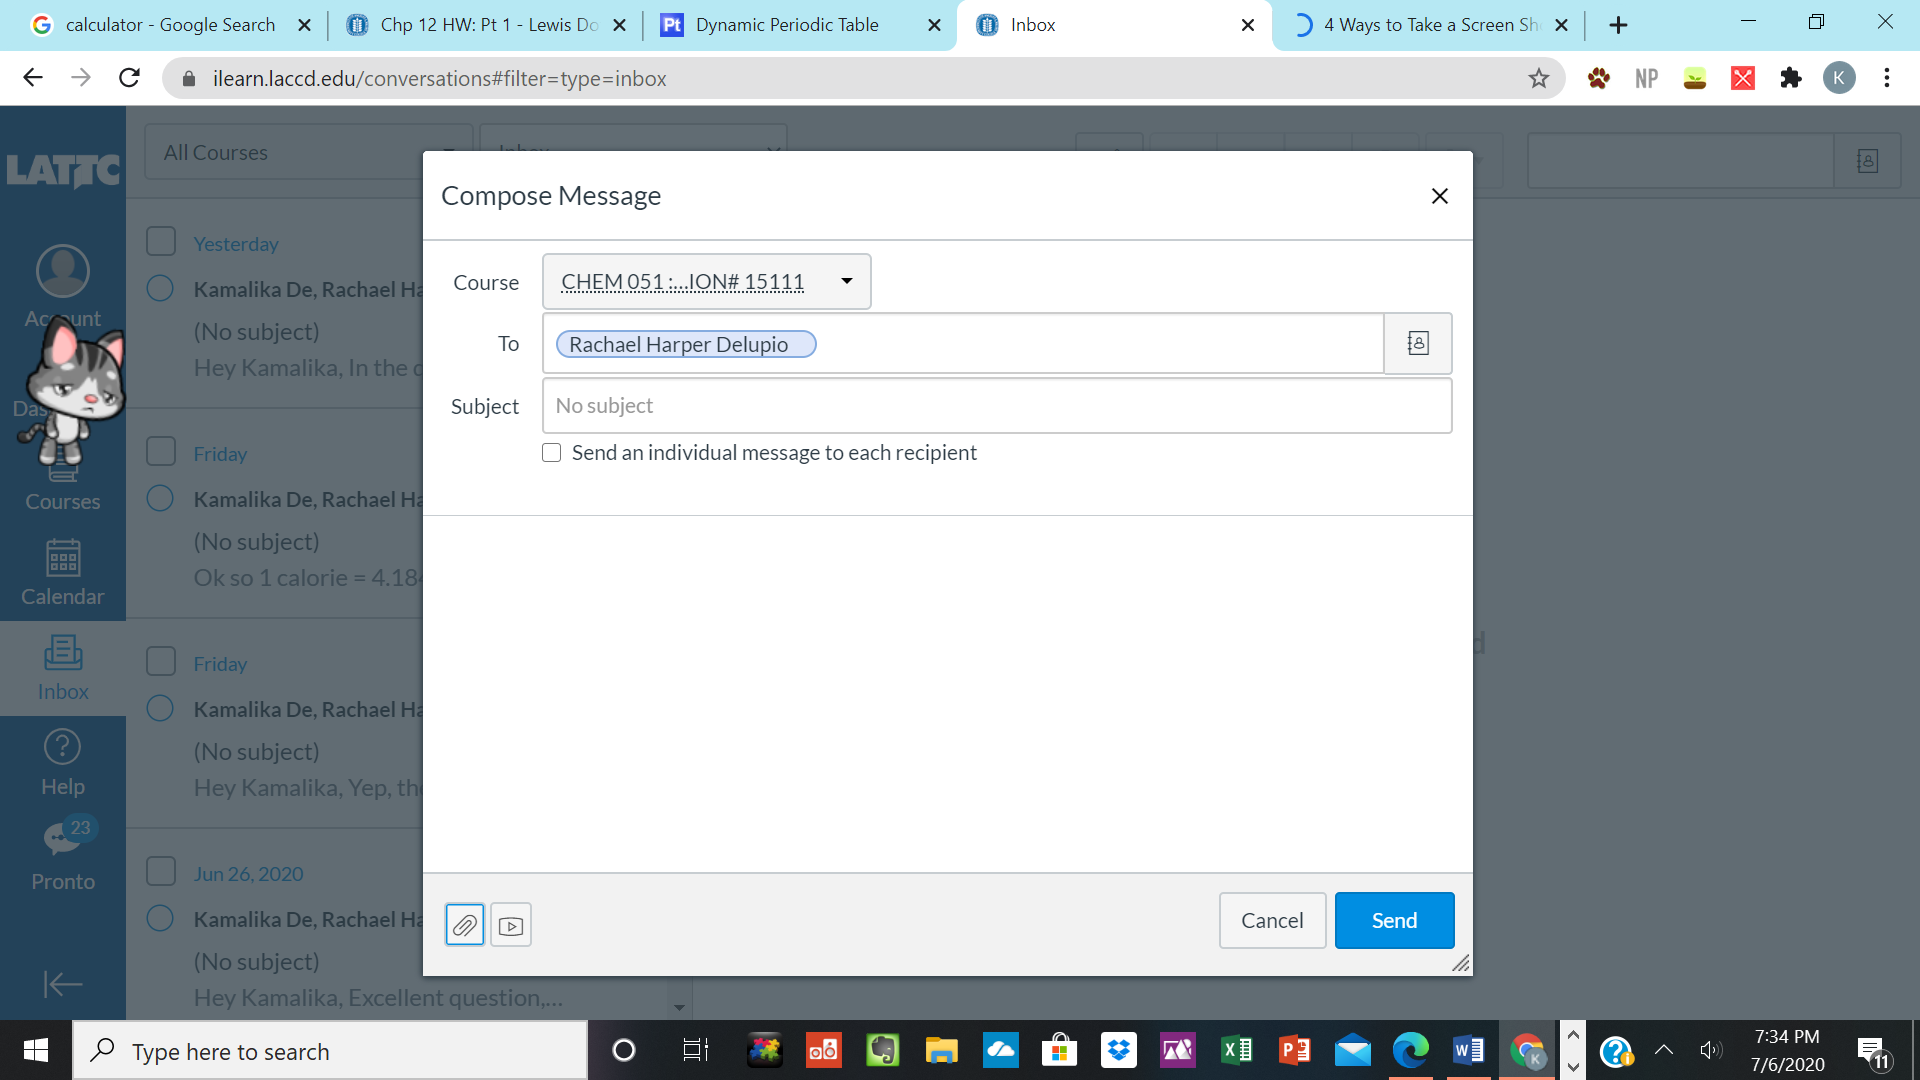 calculator - Google Search
Chp 12 HW: Pt 1 - Lewis Do
Dynamic Periodic Table
Inbox
4 Ways to Take a Screen Sh
ilearn.laccd.edu/conversations#filter=type=inbox
NP
K
LATTC
All Courses
Inbox
Compose Message
Course
CHEM 051 :...ION# 15111
To
Rachael Harper Delupio
Subject
No subject
Send an individual message to each recipient
Cancel
Send
Account
Das
Courses
Calendar
Inbox
Help
23
Pronto
Yesterday
Kamalika De, Rachael Ha
(No subject)
Hey Kamalika, In the c
Friday
Kamalika De, Rachael Ha
(No subject)
Ok so 1 calorie = 4.184
Friday
Kamalika De, Rachael Ha
(No subject)
Hey Kamalika, Yep, the
Jun 26, 2020
Kamalika De, Rachael Ha
(No subject)
Hey Kamalika, Excellent question,...
d
Type here to search
7:34 PM
7/6/2020
11